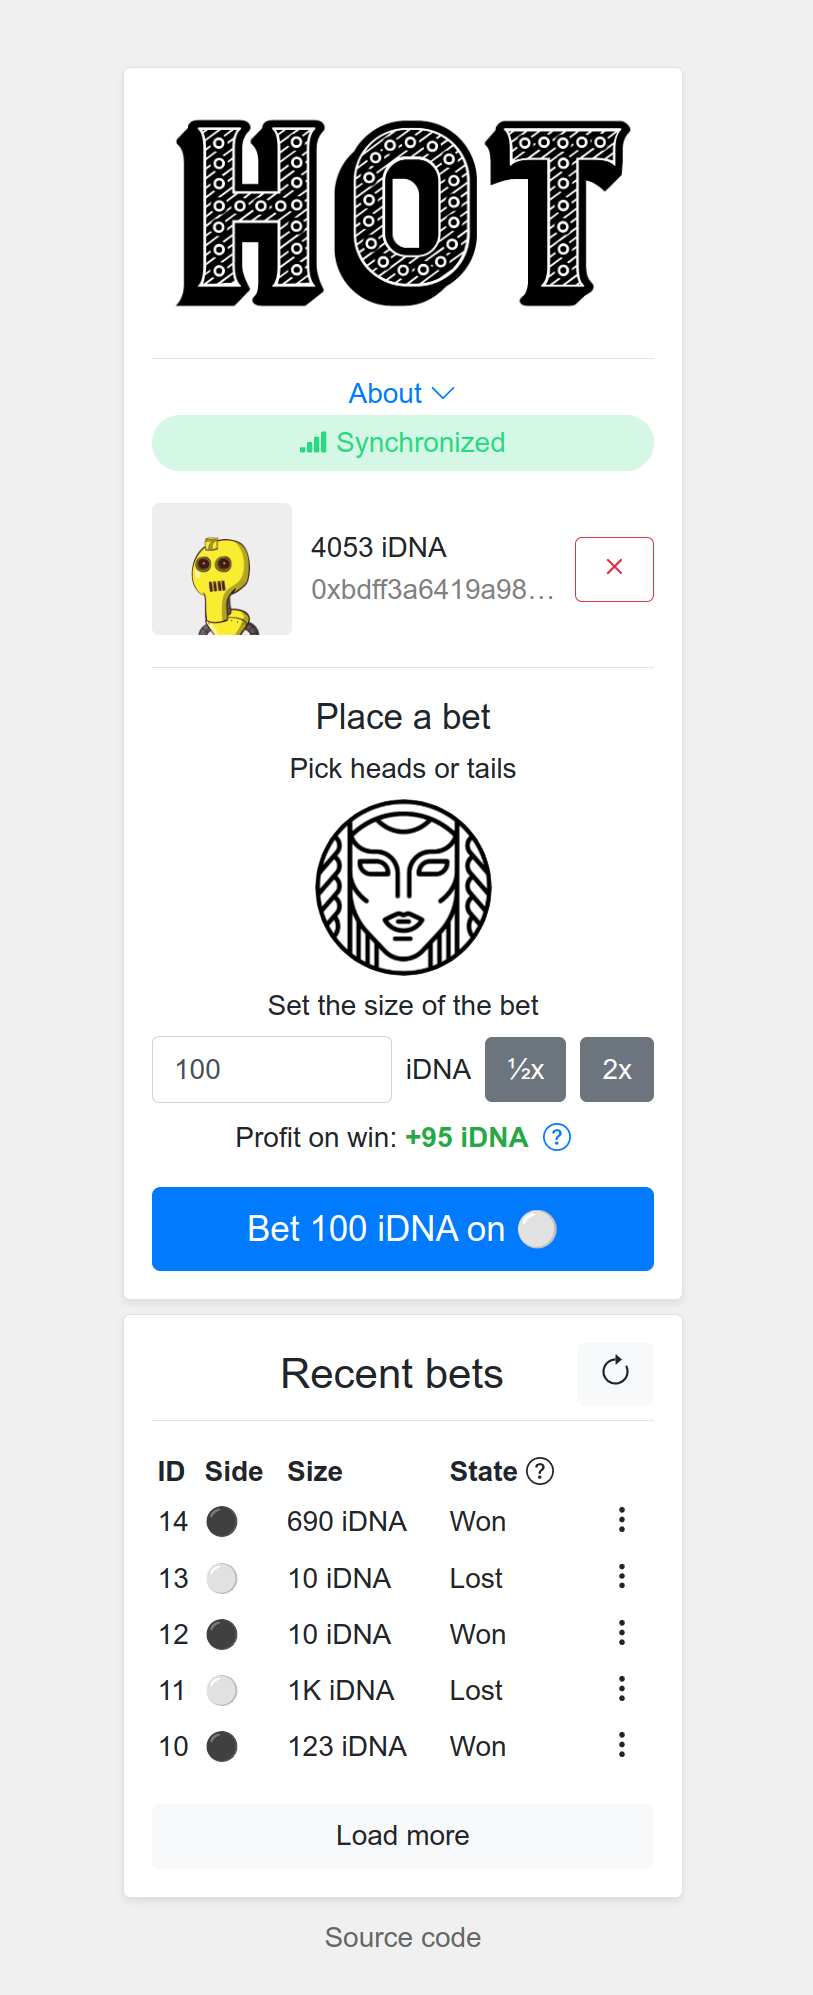 HOT
About
Synchronized
4053 iDNA
0xbdff3a6419a98...
Place a bet
Pick heads or tails
Set the size of the bet
100 iDNA ½x 2x
Profit on win: +95 iDNA ?
Bet 100 iDNA on
Recent bets
ID Side Size State ?
14 690 iDNA Won
13 10 iDNA Lost
12 10 iDNA Won
11 1K iDNA Lost
10 123 iDNA Won
Load more
Source code